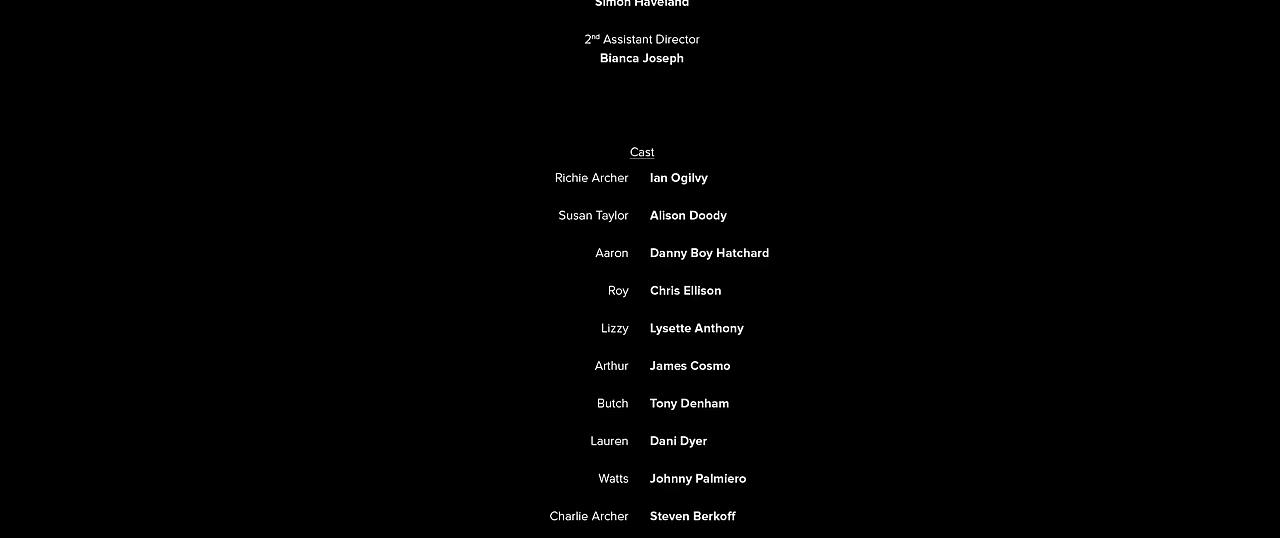 Simon Haveland
2nd Assistant Director
Bianca Joseph
Cast
Richie Archer Ian Ogilvy
Susan Taylor Alison Doody
Aaron Danny Boy Hatchard
Roy Chris Ellison
Lizzy Lysette Anthony
Arthur James Cosmo
Butch Tony Denham
Lauren Dani Dyer
Watts Johnny Palmiero
Charlie Archer Steven Berkoff